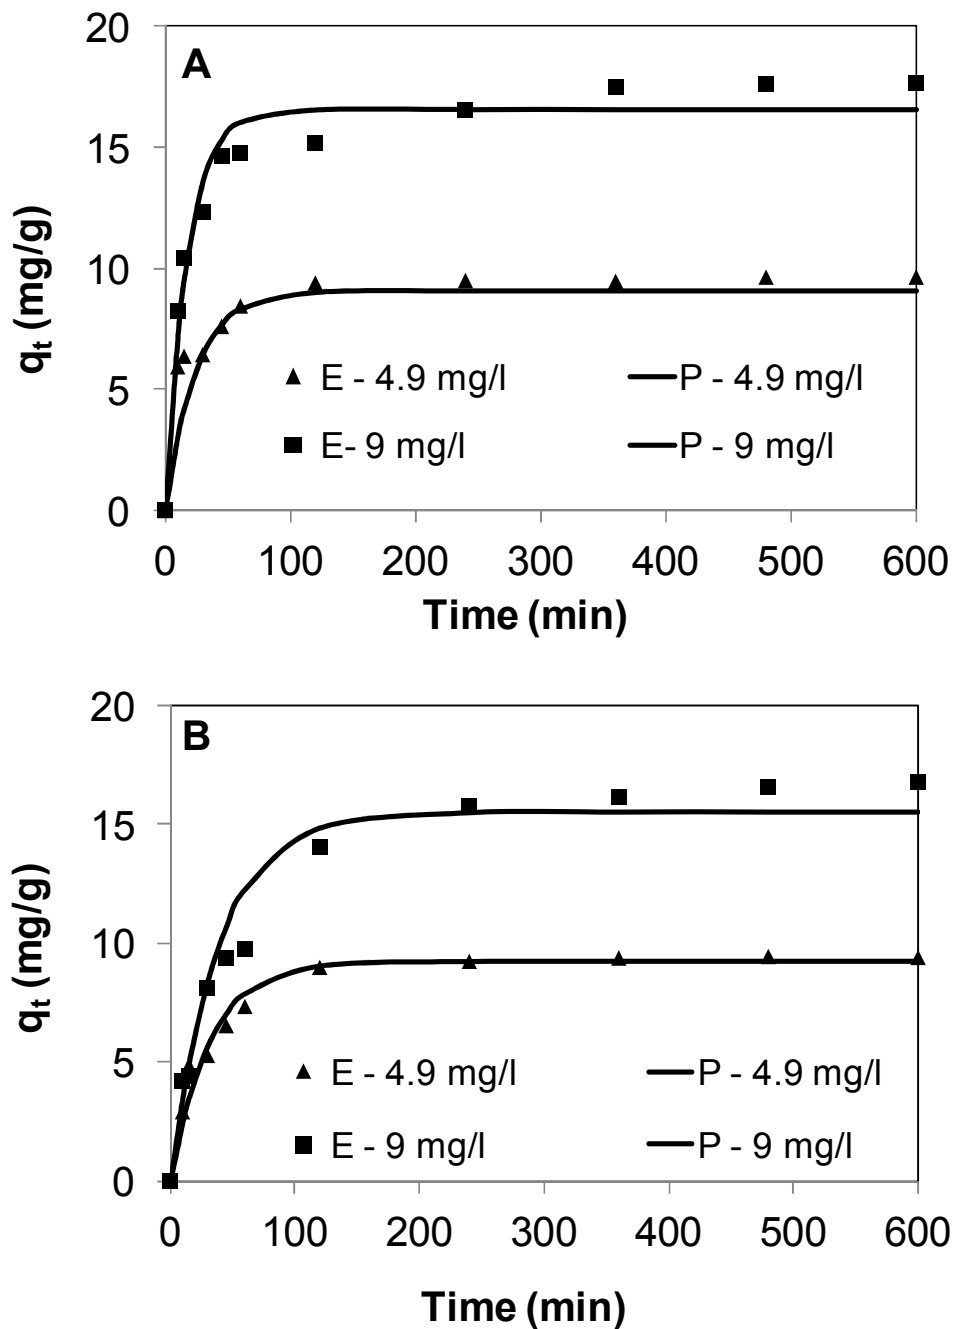 A
20
15
10
5
0
qt (mg/g)
E - 4.9 mg/l P - 4.9 mg/l
E- 9 mg/l P - 9 mg/l
0 100 200 300 400 500 600
Time (min)
B
20
15
10
5
0
qt (mg/g)
E - 4.9 mg/l P - 4.9 mg/l
E - 9 mg/l P - 9 mg/l
0 100 200 300 400 500 600
Time (min)